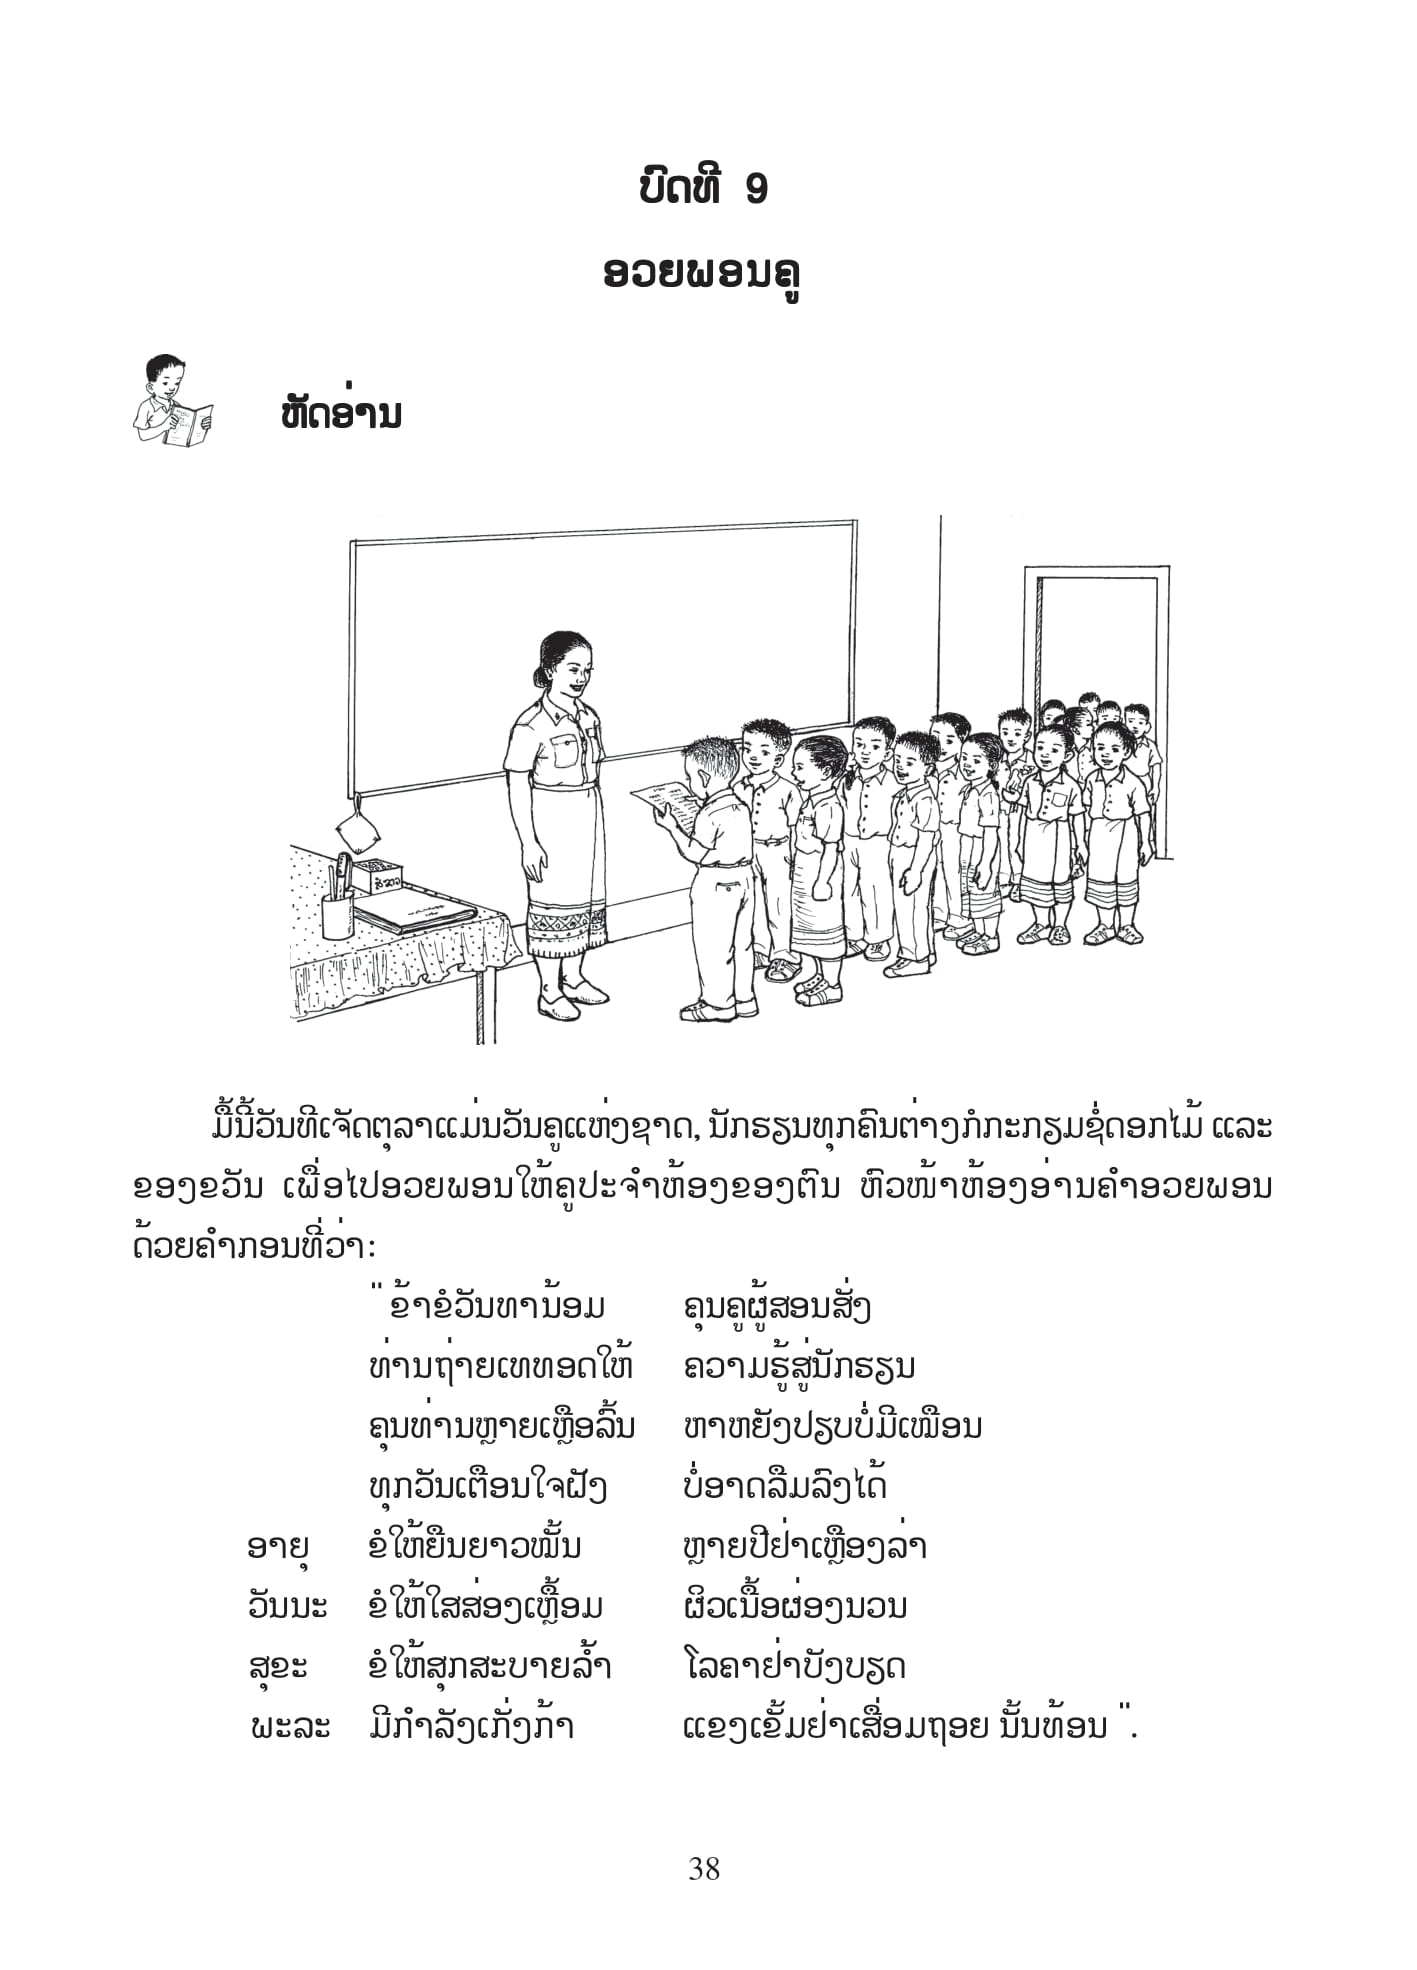 ບົດທີ 9
ອວຍພອນຄູ
ຫັດອ່ານ
ມື້ນີ້ວັນທີເຈັດຕຸລາແມ່ນວັນຄູແຫ່ງຊາດ, ນັກຮຽນທຸກຄົນຕ່າງກໍກະກຽມຊໍ່ດອກໄມ້ ແລະ
ຂອງຂວັນ ເພື່ອໄປອວຍພອນໃຫ້ຄູປະຈຳຫ້ອງຂອງຕົນ ຫົວໜ້າຫ້ອງອ່ານຄຳອວຍພອນ
ດ້ວຍຄຳກອນທີ່ວ່າ:
" ຂ້າຂໍວັນທານ້ອມ ຄຸນຄູຜູ້ສອນສັ່ງ
ທ່ານຖ່າຍເທທອດໃຫ້ ຄວາມຮູ້ສູ່ນັກຮຽນ
ຄຸນທ່ານຫຼາຍເຫຼືອລົ້ນ ຫາຫຍັງປຽບບໍ່ມີເໝືອນ
ທຸກວັນເຕືອນໃຈຝັງ ບໍ່ອາດລືມລົງໄດ້
ອາຍຸ ຂໍໃຫ້ຍືນຍາວໝັ້ນ ຫຼາຍປີຢ່າເຫຼືອງລ່າ
ວັນນະ ຂໍໃຫ້ໃສສ່ອງເຫຼື້ອມ ຜິວເນື້ອຜ່ອງນວນ
ສຸຂະ ຂໍໃຫ້ສຸກສະບາຍລ້ຳ ໂລຄາຢ່າບັງບຽດ
ພະລະ ມີກຳລັງເກັ່ງກ້າ ແຂງເຂັ້ມຢ່າເສື່ອມຖອຍ ນັ້ນທ້ອນ ".
38